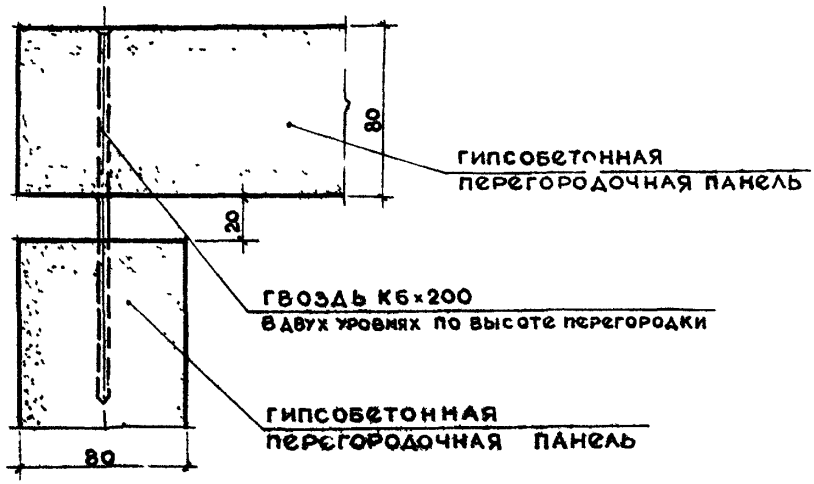 80
ГИПСОБЕТОННАЯ
ПЕРЕГОРОДОЧНАЯ ПАНЕЛЬ
20
ГВОЗДЬ К6×200
В ДВУХ УРОВНЯХ ПО ВЫСОТЕ ПЕРЕГОРОДКИ
ГИПСОБЕТОННАЯ
ПЕРЕГОРОДОЧНАЯ ПАНЕЛЬ
80